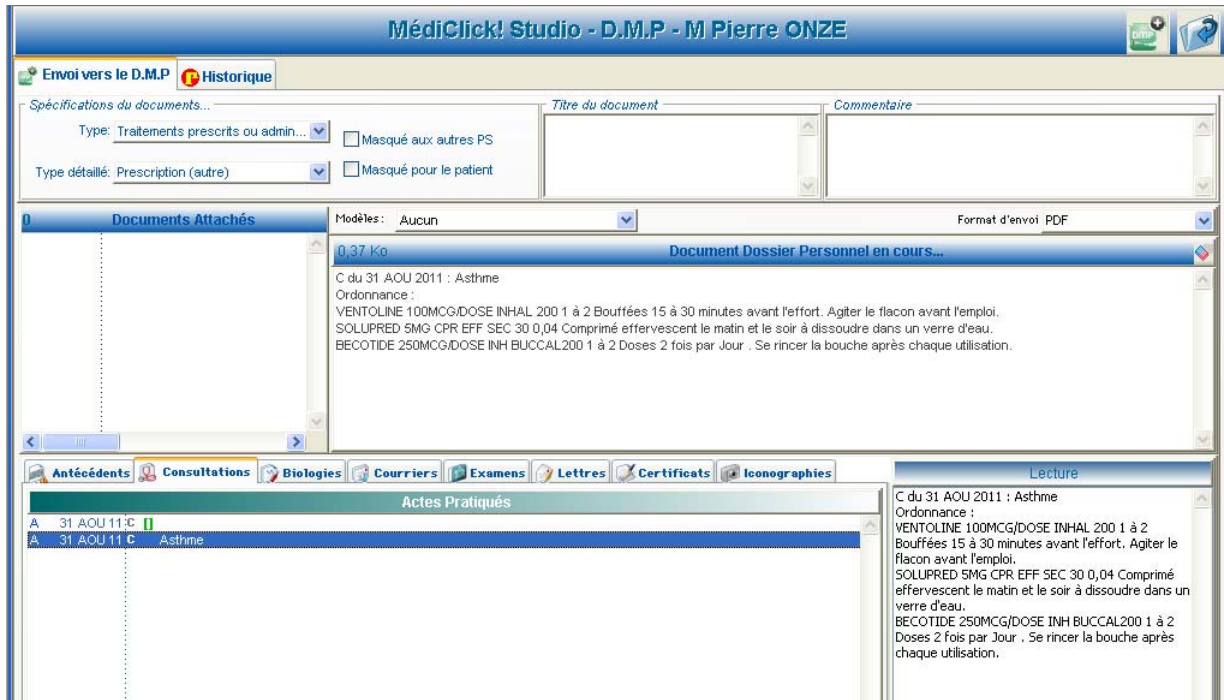 MédiClick! Studio - D.M.P - M Pierre ONZE
DMP
Envoi vers le D.M.P
Historique
Spécifications du documents...
Type: Traitements prescrits ou admin...
Masqué aux autres PS
Type détaillé: Prescription (autre)
Masqué pour le patient
Titre du document
Commentaire
0 Documents Attachés
Modèles: Aucun
Format d'envoi PDF
0,37 Ko Document Dossier Personnel en cours...
C du 31 AOU 2011 : Asthme
Ordonnance :
VENTOLINE 100MCG/DOSE INHAL 200 1 à 2 Bouffées 15 à 30 minutes avant l'effort. Agiter le flacon avant l'emploi.
SOLUPRED 5MG CPR EFF SEC 30 0,04 Comprimé effervescent le matin et le soir à dissoudre dans un verre d'eau.
BECOTIDE 250MCG/DOSE INH BUCCAL200 1 à 2 Doses 2 fois par Jour . Se rincer la bouche après chaque utilisation.
Antécédents
Consultations
Biologies
Courriers
Examens
Lettres
Certificats
Iconographies
Actes Pratiqués
A 31 AOU 11 C []
A 31 AOU 11 C Asthme
Lecture
C du 31 AOU 2011 : Asthme
Ordonnance :
VENTOLINE 100MCG/DOSE INHAL 200 1 à 2
Bouffées 15 à 30 minutes avant l'effort. Agiter le
flacon avant l'emploi.
SOLUPRED 5MG CPR EFF SEC 30 0,04 Comprimé
effervescent le matin et le soir à dissoudre dans un
verre d'eau.
BECOTIDE 250MCG/DOSE INH BUCCAL200 1 à 2
Doses 2 fois par Jour . Se rincer la bouche après
chaque utilisation.